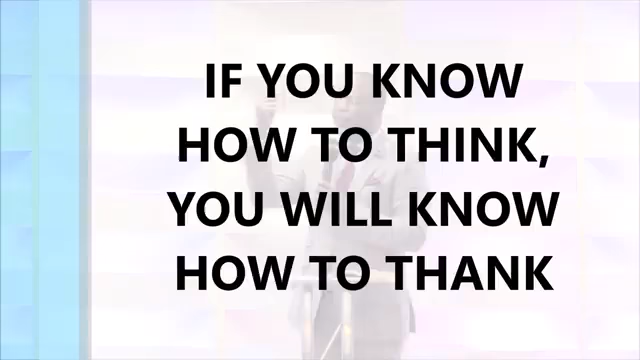 IF YOU KNOW
HOW TO THINK,
YOU WILL KNOW
HOW TO THANK